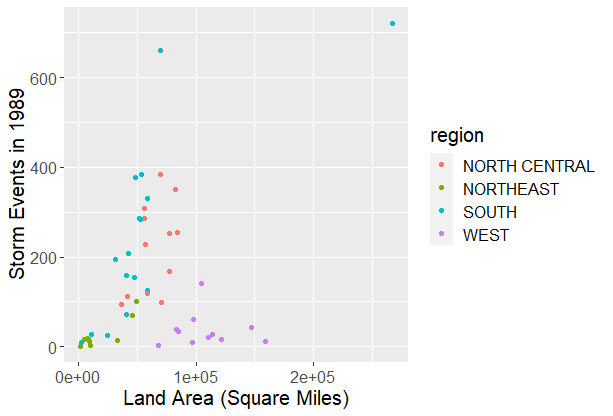 Storm Events in 1989
600
400
200
0
0e+00
1e+05
2e+05
Land Area (Square Miles)
region
NORTH CENTRAL
NORTHEAST
SOUTH
WEST